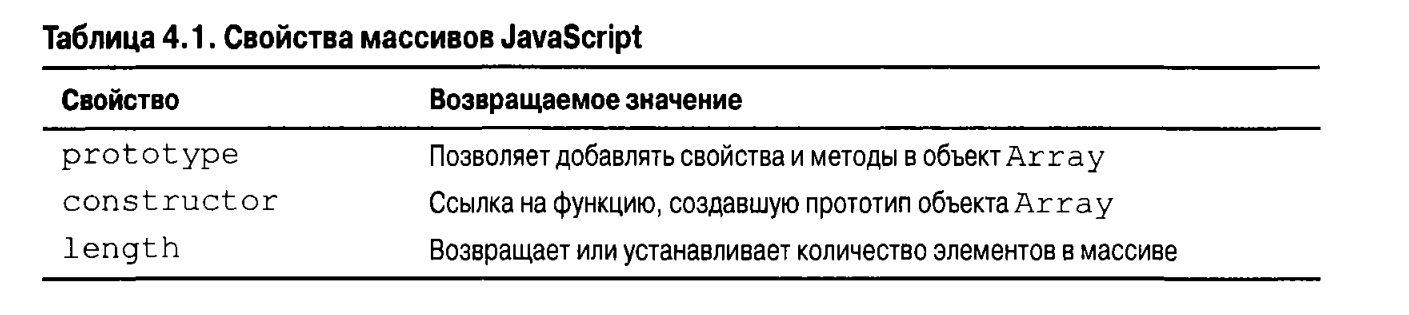 Таблица 4.1. Свойства массивов JavaScript
Свойство Возвращаемое значение
prototype Позволяет добавлять свойства и методы в объект Array
constructor Ссылка на функцию, создавшую прототип объекта Array
length Возвращает или устанавливает количество элементов в массиве